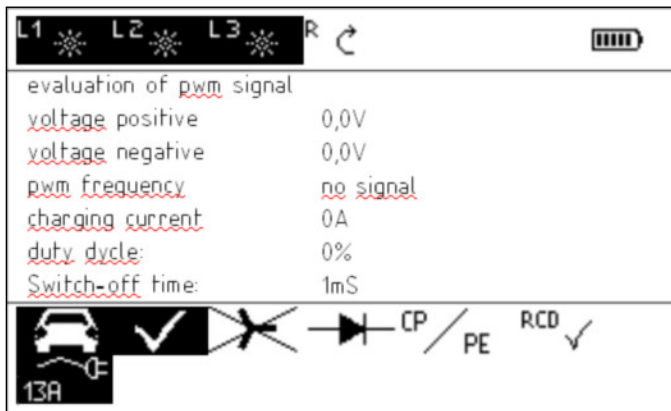 L1 L2 L3 R
evaluation of pwm signal
voltage positive 0,0V
voltage negative 0,0V
pwm frequency no signal
charging current 0A
duty dycle: 0%
Switch-off time: 1mS
CP/PE RCD
13A